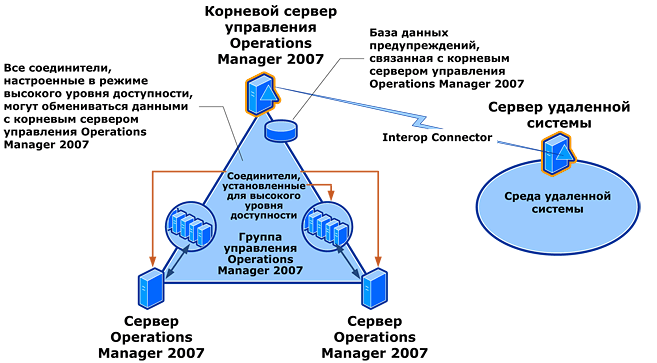 Корневой сервер
управления
Operations
Manager 2007
База данных
предупреждений,
связанная с корневым
сервером управления
Operations Manager 2007
Все соединители,
настроенные в режиме
высокого уровня доступности,
могут обмениваться данными
с корневым сервером
управления Operations
Manager 2007
Сервер удаленной
системы
Interop Connector
Соединители,
установленные
для высокого
уровня
доступности
Среда удаленной
системы
Группа
управления
Operations
Manager 2007
Сервер
Operations
Manager 2007
Сервер
Operations
Manager 2007